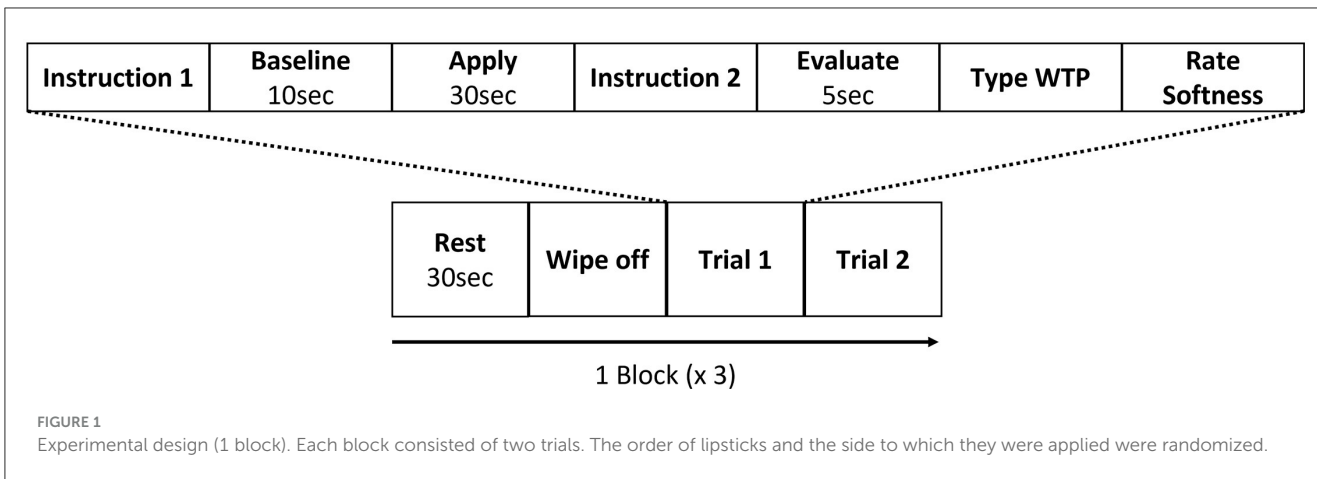 Instruction 1
Baseline
10sec
Apply
30sec
Instruction 2
Evaluate
5sec
Type WTP
Rate
Softness
Rest
30sec
Wipe off
Trial 1
Trial 2
1 Block (x 3)
FIGURE 1
Experimental design (1 block). Each block consisted of two trials. The order of lipsticks and the side to which they were applied were randomized.